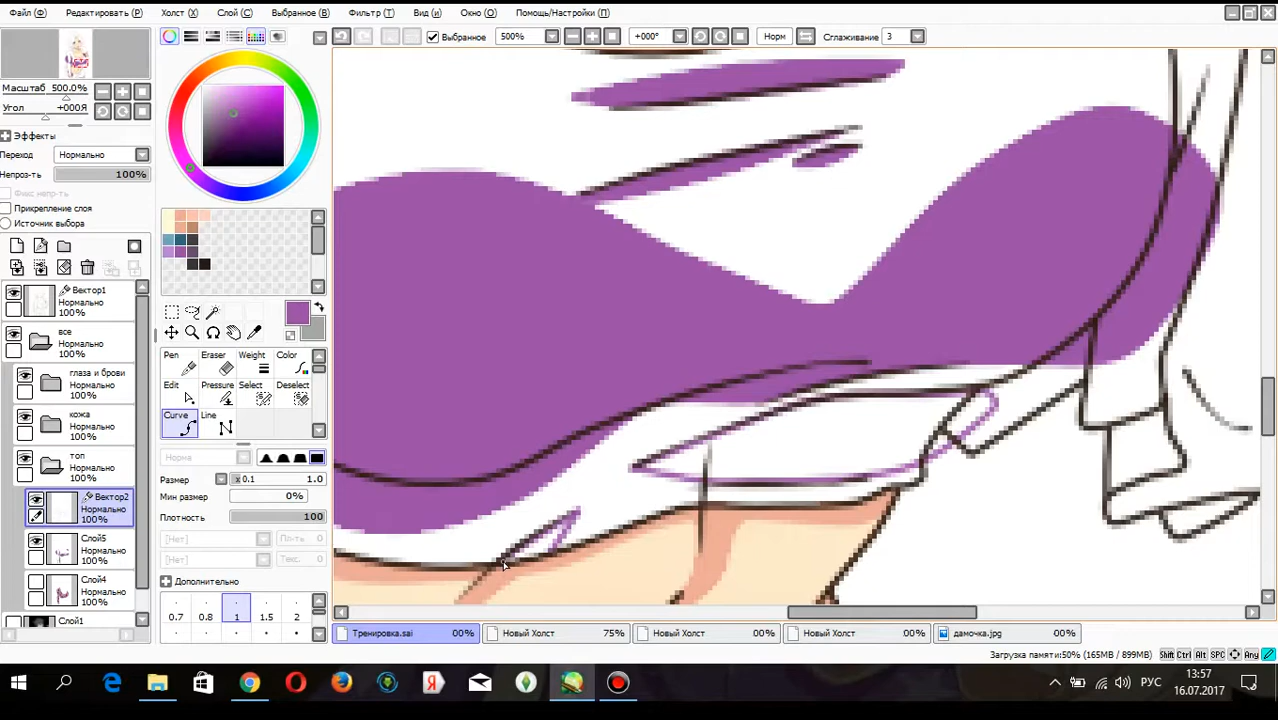 Файл (Ф) Редактировать (Р) Холст (X) Слой (С) Выбранное (В) Фильтр (Т) Вид (и) Окно (О) Помощь/Настройки (П)
Выбранное 500% +000° Норм Сглаживание 3
Масштаб 500.0%
Угол +000Я
Эффекты
Переход Нормально
Непроз-ть 100%
Фикс непр-ть
Прикрепление слоя
Источник выбора
Вектор1
Нормально
100%
все
Нормально
100%
глаза и брови
Нормально
100%
кожа
Нормально
100%
топ
Нормально
100%
Вектор2
Нормально
100%
Слой5
Нормально
100%
Слой4
Нормально
100%
Слой1
Pen Eraser Weight Color
Edit Pressure Select Deselect
Curve Line
Норма
Размер x 0.1 1.0
Мин размер 0%
Плотность 100
[Нет] Пл-ть 0
[Нет] Текс. 0
Дополнительно
0.7 0.8 1 1.5 2
Тренировка.sai 00% Новый Холст 75% Новый Холст 00% Новый Холст 00% дамочка.jpg 00%
Загрузка памяти:50% (165MB / 899MB) Shift Ctrl Alt SPC Any
РУС 13:57
16.07.2017